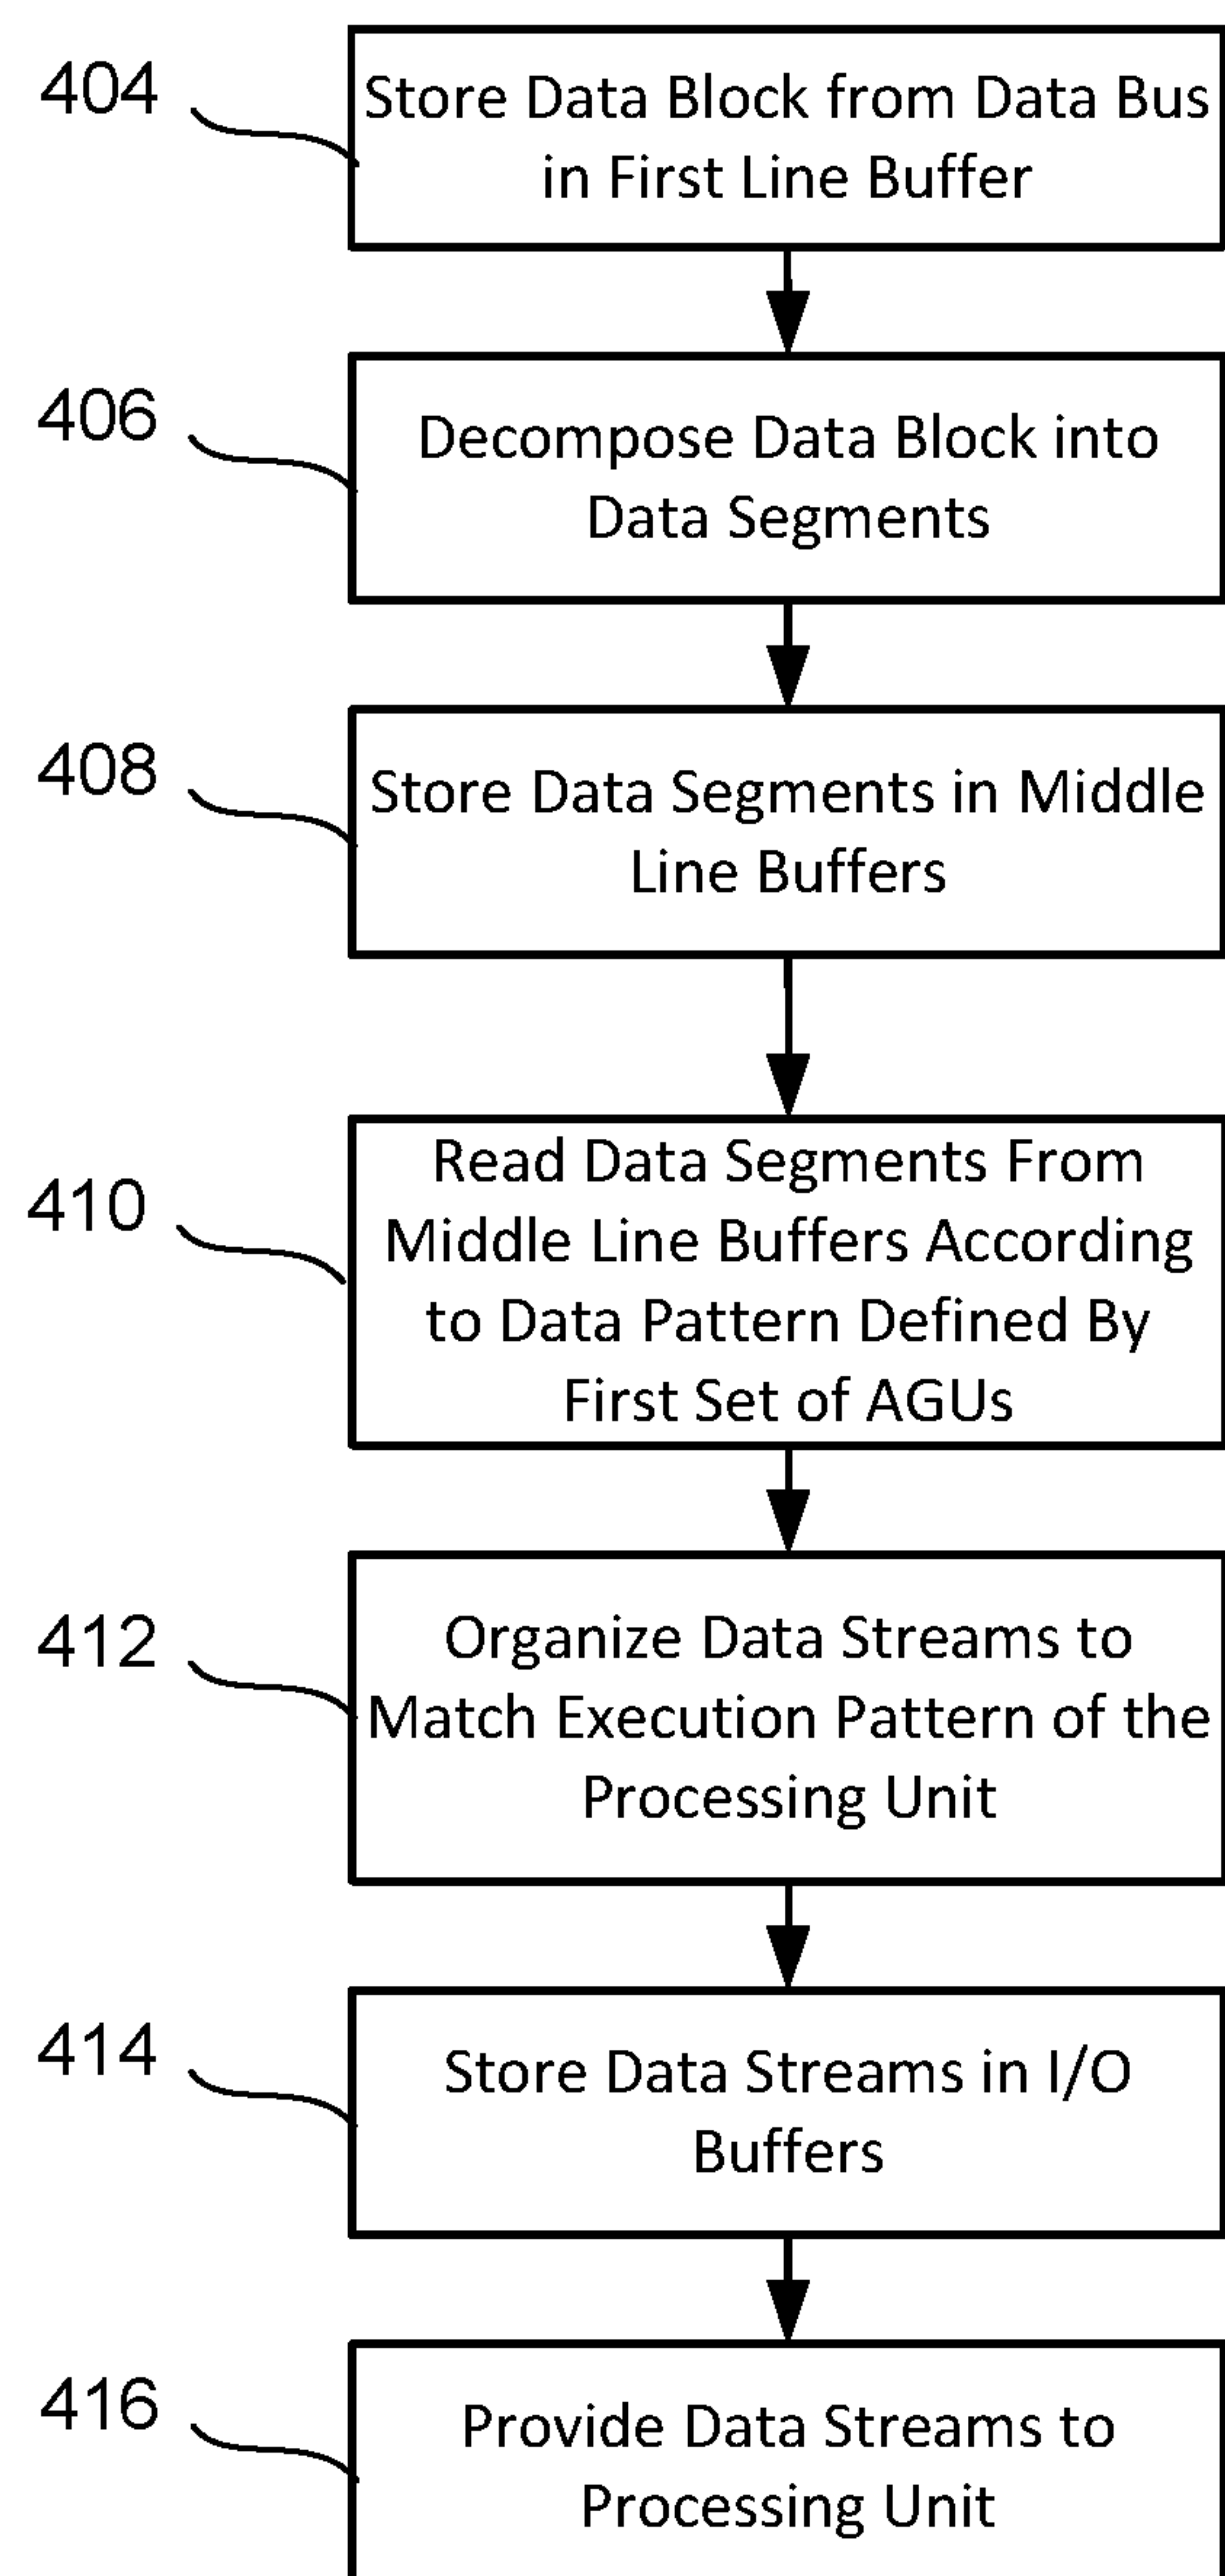 404
Store Data Block from Data Bus
in First Line Buffer
406
Decompose Data Block into
Data Segments
408
Store Data Segments in Middle
Line Buffers
410
Read Data Segments From
Middle Line Buffers According
to Data Pattern Defined By
First Set of AGUs
412
Organize Data Streams to
Match Execution Pattern of the
Processing Unit
414
Store Data Streams in I/O
Buffers
416
Provide Data Streams to
Processing Unit